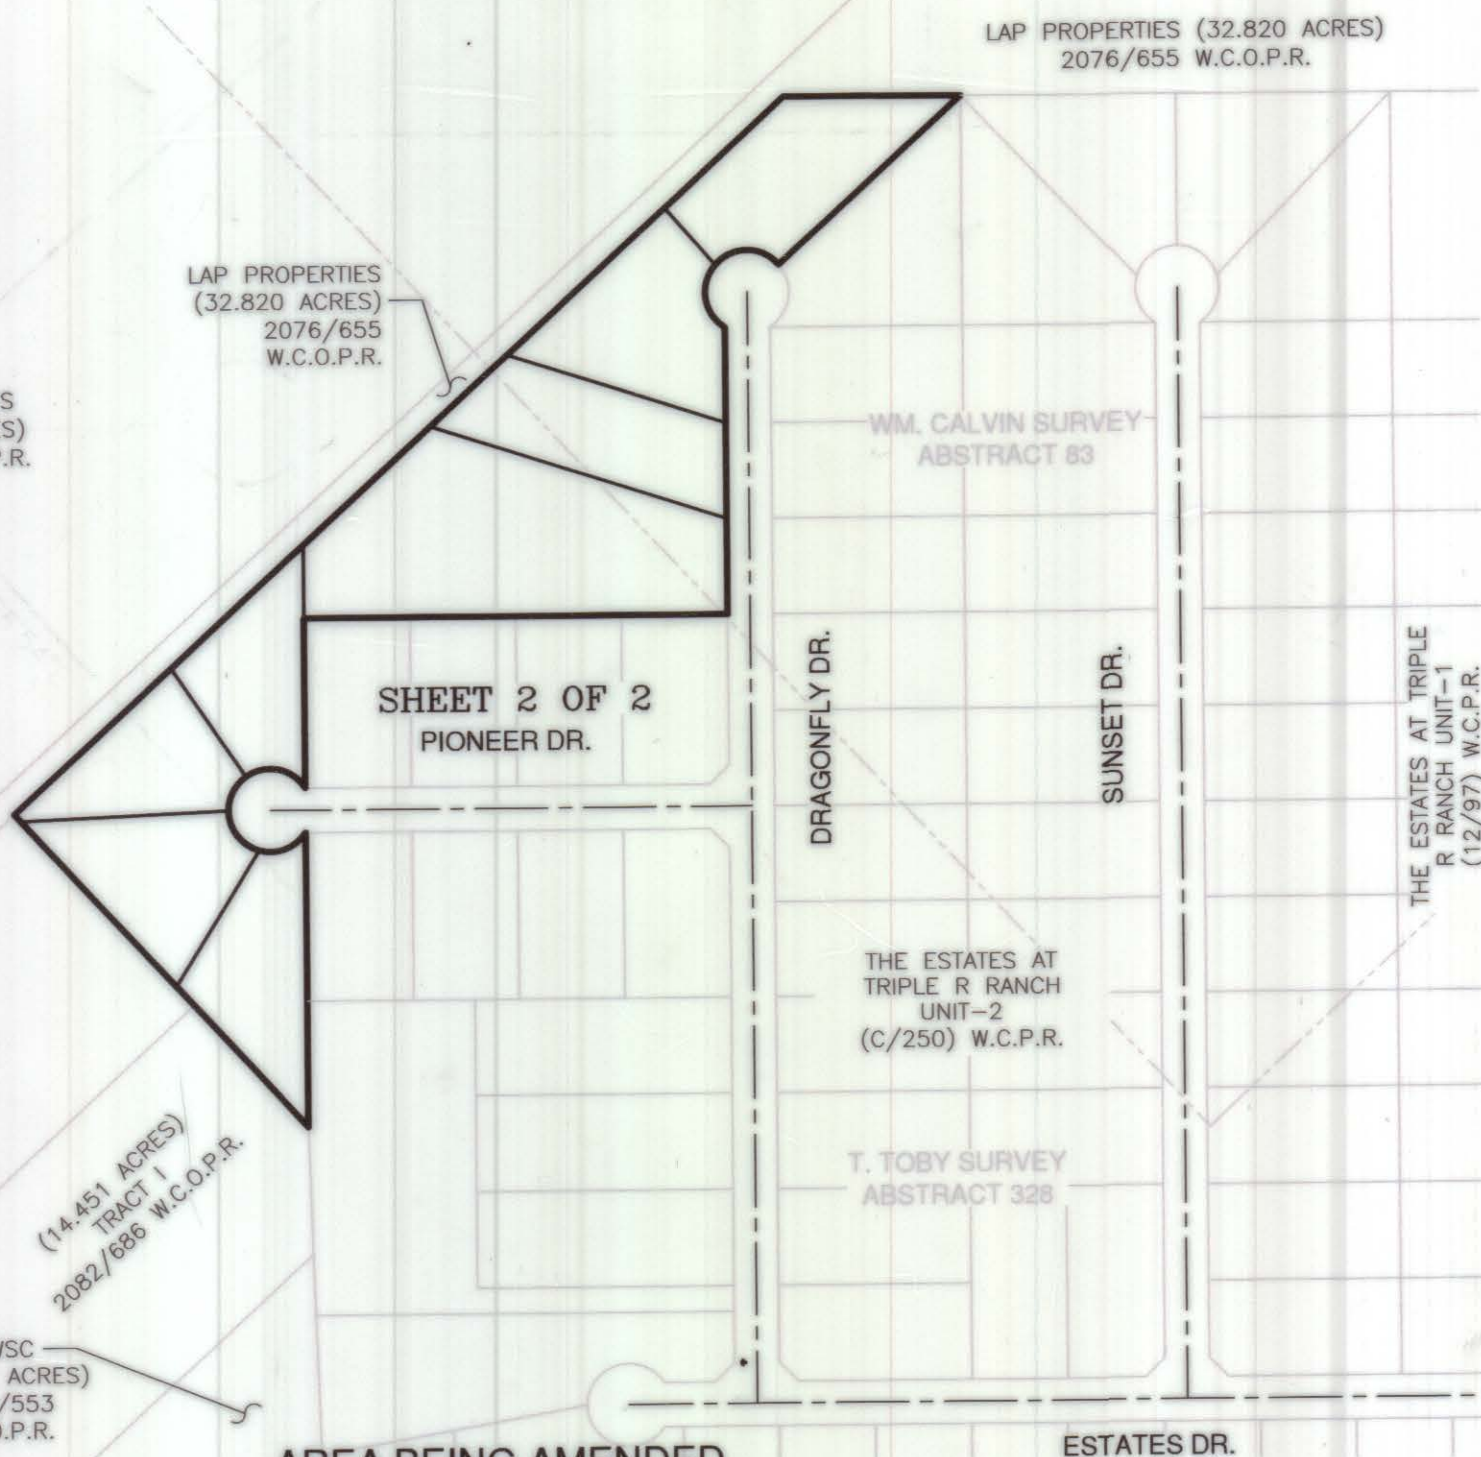 LAP PROPERTIES (32.820 ACRES)
2076/655 W.C.O.P.R.
LAP PROPERTIES
(32.820 ACRES)
2076/655
W.C.O.P.R.
WM. CALVIN SURVEY
ABSTRACT 83
SHEET 2 OF 2
PIONEER DR.
DRAGONFLY DR.
SUNSET DR.
THE ESTATES AT TRIPLE
R RANCH UNIT-1
(12/97) W.C.P.R.
THE ESTATES AT
TRIPLE R RANCH
UNIT-2
(C/250) W.C.P.R.
T. TOBY SURVEY
ABSTRACT 328
(14.451 ACRES)
TRACT I
2082/686 W.C.O.P.R.
ACRES)
/553
P.R.
AREA BEING AMENDED
ESTATES DR.